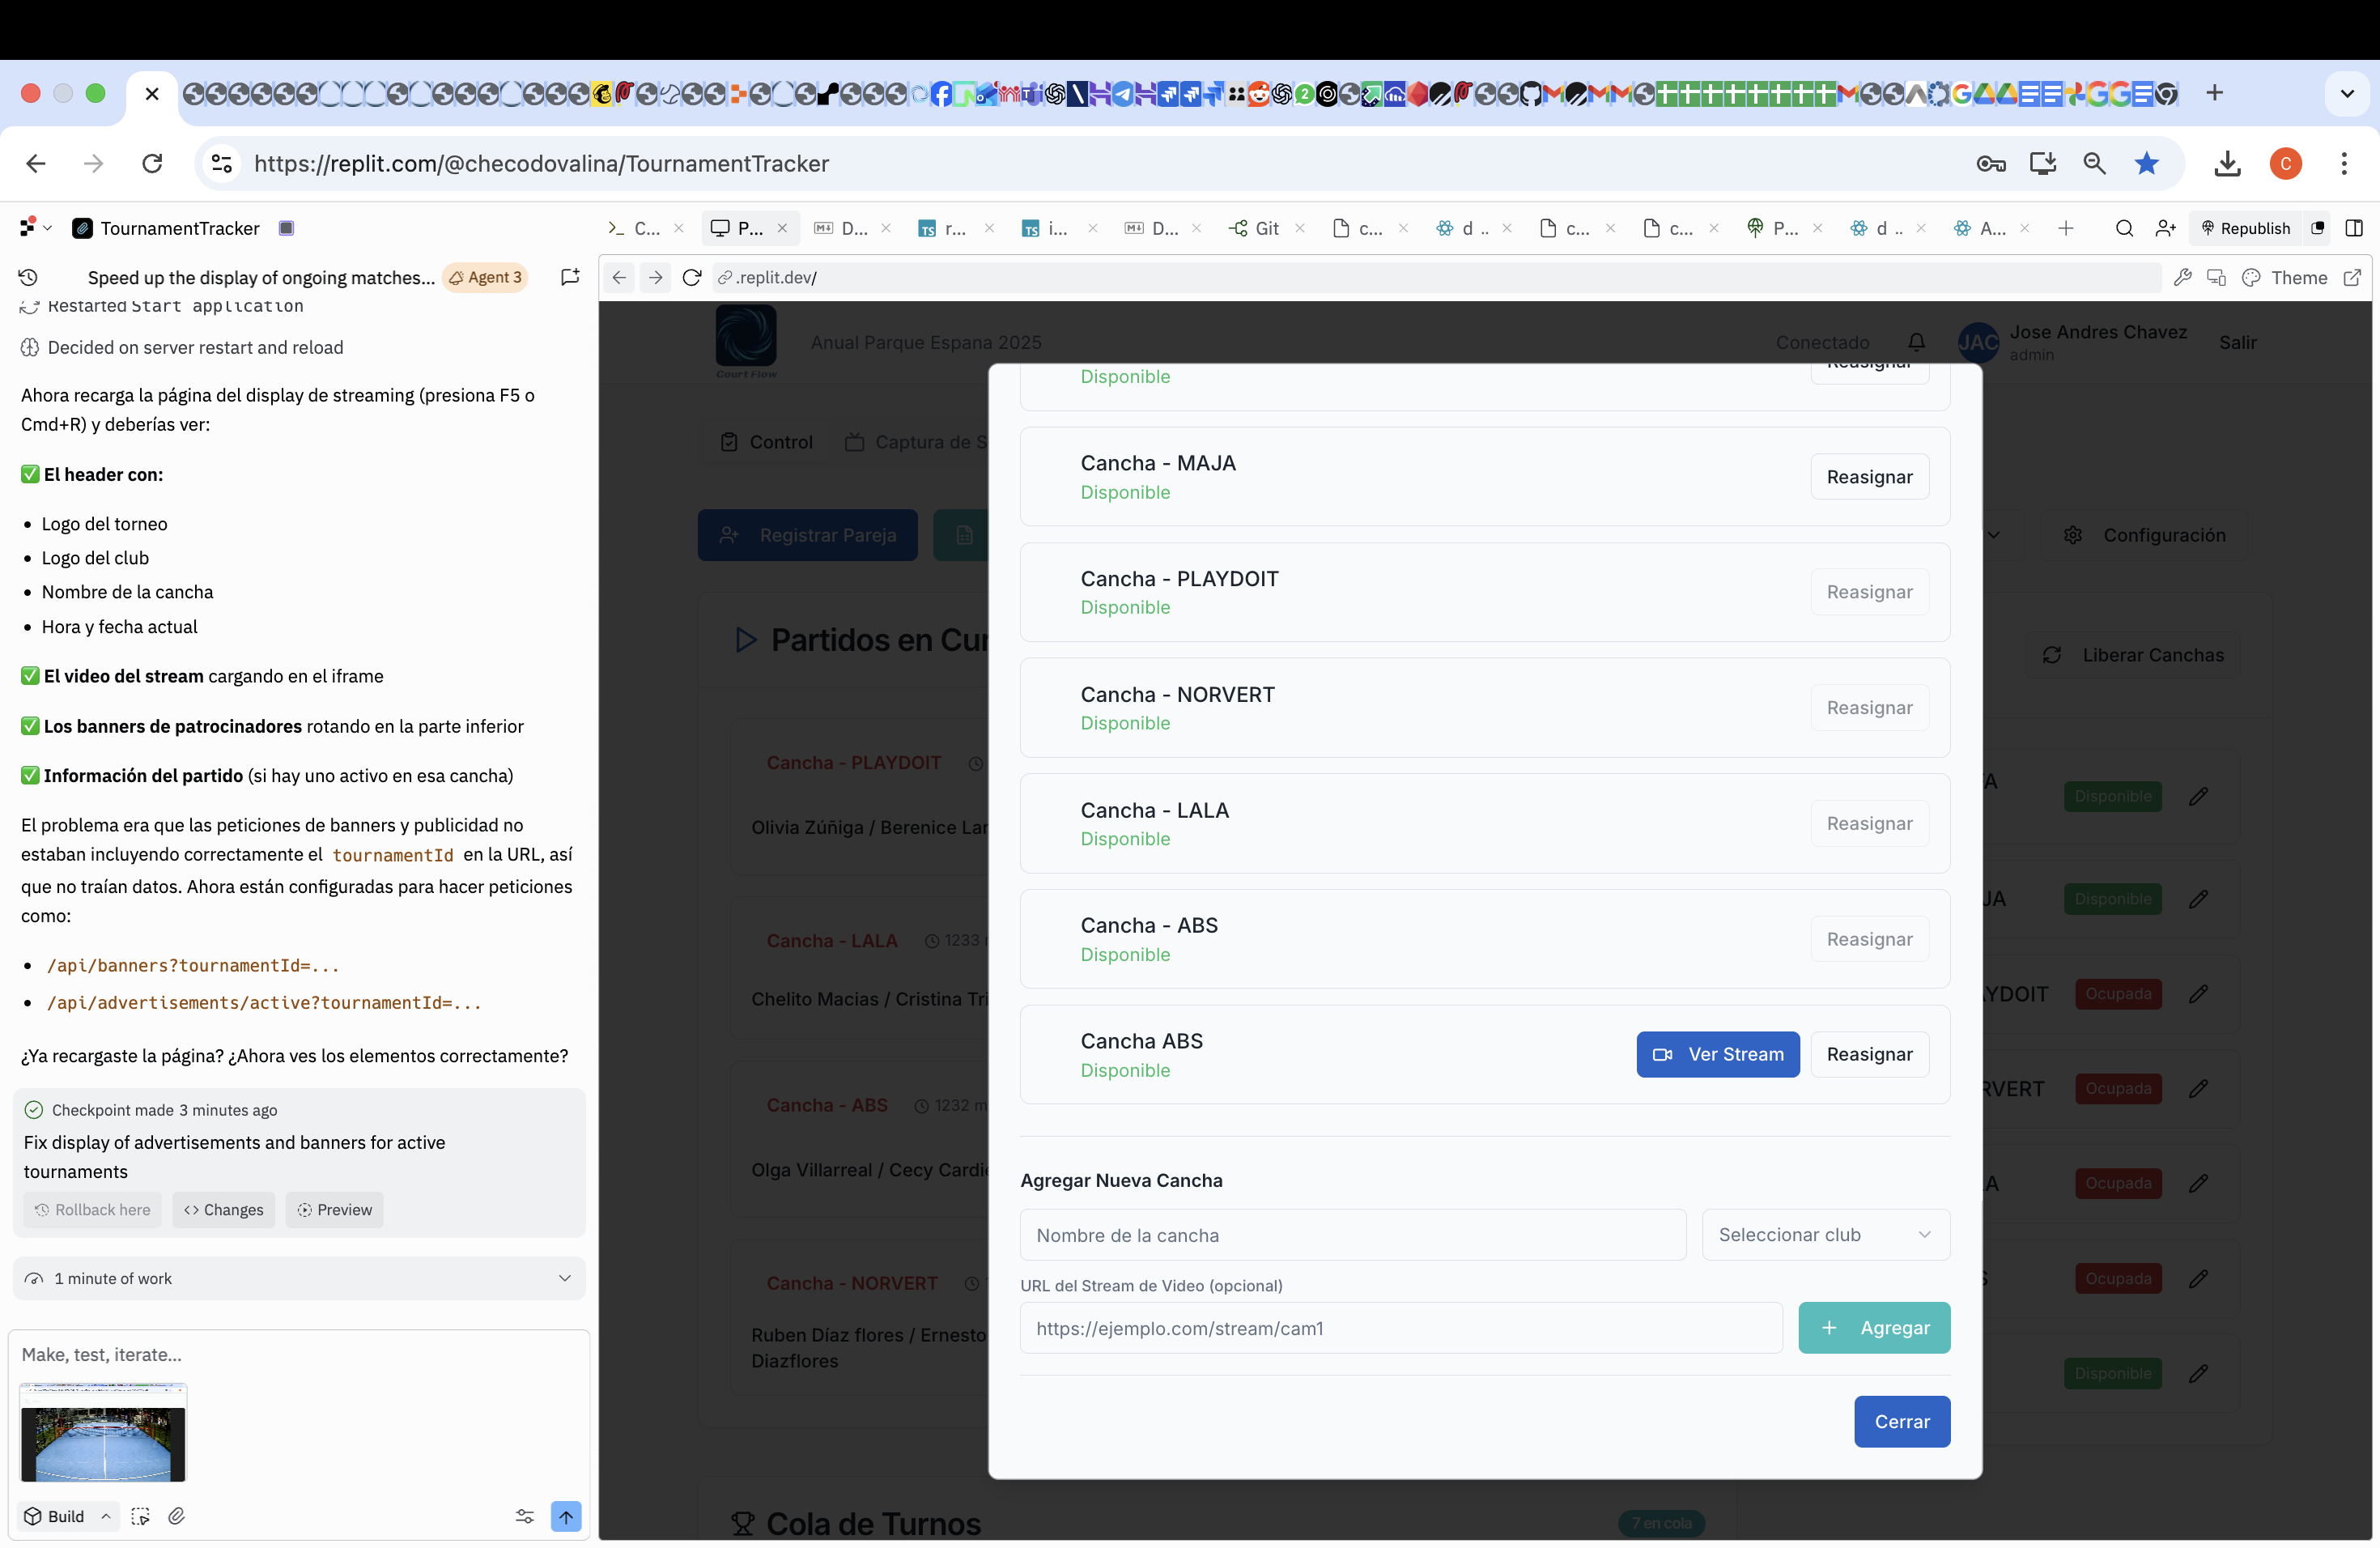 https://replit.com/@checodovalina/TournamentTracker
TournamentTracker
C...
P...
D...
r...
i...
D...
Git
c...
d ..
c...
c...
P...
d ..
A...
Republish
Speed up the display of ongoing matches...
Agent 3
.replit.dev/
Theme
Restarted Start application
Decided on server restart and reload
Ahora recarga la página del display de streaming (presiona F5 o
Cmd+R) y deberías ver:
✅ El header con:
• Logo del torneo
• Logo del club
• Nombre de la cancha
• Hora y fecha actual
✅ El video del stream cargando en el iframe
✅ Los banners de patrocinadores rotando en la parte inferior
✅ Información del partido (si hay uno activo en esa cancha)
El problema era que las peticiones de banners y publicidad no
estaban incluyendo correctamente el tournamentId en la URL, así
que no traían datos. Ahora están configuradas para hacer peticiones
como:
• /api/banners?tournamentId=...
• /api/advertisements/active?tournamentId=...
¿Ya recargaste la página? ¿Ahora ves los elementos correctamente?
Checkpoint made 3 minutes ago
Fix display of advertisements and banners for active
tournaments
Rollback here
Changes
Preview
1 minute of work
Make, test, iterate...
Build
Court Flow
Anual Parque Espana 2025
Conectado
JAC
Jose Andres Chavez
admin
Salir
Control
Captura de S
Registrar Pareja
Configuración
Partidos en Cur
Liberar Canchas
Cancha - PLAYDOIT
Olivia Zúñiga / Berenice Lar
Cancha - LALA
1233
Chelito Macias / Cristina Tri
Cancha - ABS
1232 m
Olga Villarreal / Cecy Cardie
Cancha - NORVERT
Ruben Díaz flores / Ernesto
Diazflores
Cola de Turnos
7 en cola
Disponible
Reasignar
Cancha - MAJA
Disponible
Reasignar
Cancha - PLAYDOIT
Disponible
Reasignar
Cancha - NORVERT
Disponible
Reasignar
Cancha - LALA
Disponible
Reasignar
Cancha - ABS
Disponible
Reasignar
Cancha ABS
Disponible
Ver Stream
Reasignar
Agregar Nueva Cancha
Nombre de la cancha
Seleccionar club
URL del Stream de Video (opcional)
https://ejemplo.com/stream/cam1
+ Agregar
Cerrar
A
Disponible
JA
Disponible
YDOIT
Ocupada
RVERT
Ocupada
A
Ocupada
S
Ocupada
Disponible